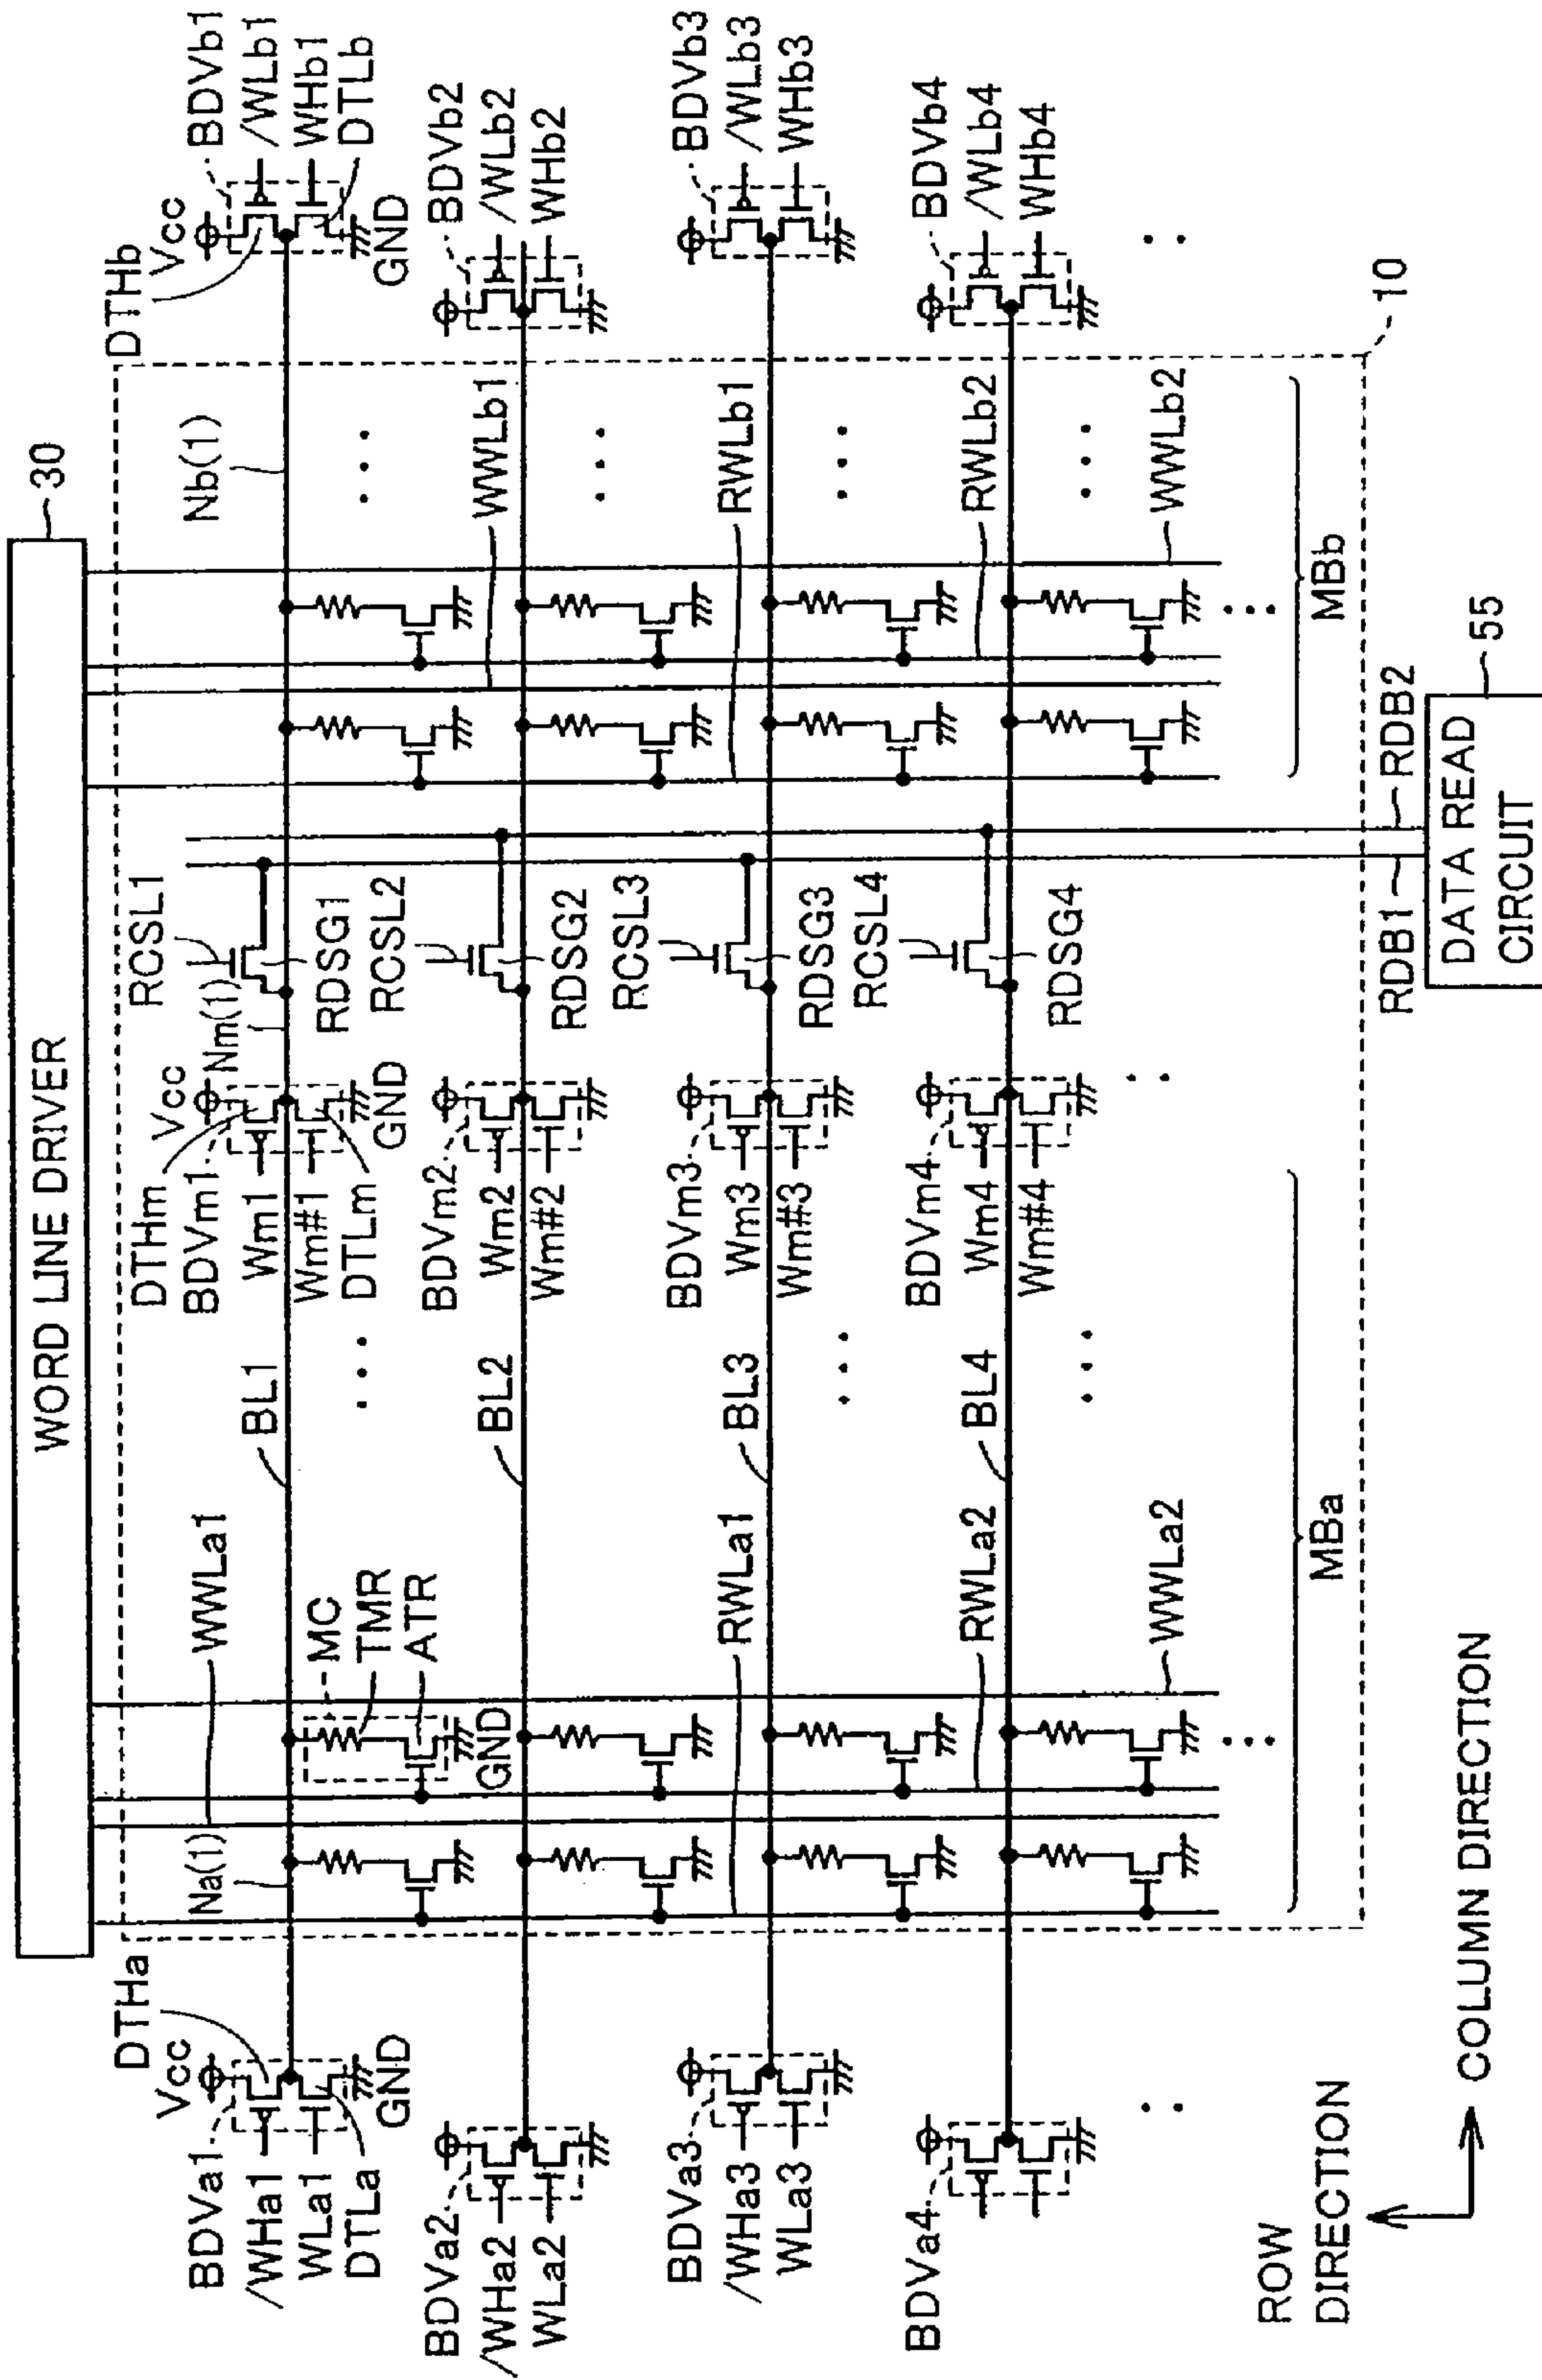 WORD LINE DRIVER
30
DTHa
Vcc
BDVa1
/WHa1
WLa1
DTLa
GND
Na(1)
WWLa1
MC
TMR
ATR
GND
BL1
DTHm
Vcc
BDVm1
Wm1
Wm#1
DTLm
GND
Nm(1)
RCSL1
RDSG1
Nb(1)
DTHb
Vcc
BDVb1
/WLb1
WHb1
DTLb
GND
BDVa2
/WHa2
WLa2
BL2
BDVm2
Wm2
Wm#2
RCSL2
RDSG2
WWLb1
BDVb2
/WLb2
WHb2
BDVa3
/WHa3
WLa3
RWLa1
BL3
BDVm3
Wm3
Wm#3
RCSL3
RDSG3
RWLb1
BDVb3
/WLb3
WHb3
BDVa4
RWLa2
BL4
BDVm4
Wm4
Wm#4
RCSL4
RDSG4
RWLb2
BDVb4
/WLb4
WHb4
WWLa2
WWLb2
MBa
MBb
10
RDB1
RDB2
DATA READ
CIRCUIT
55
ROW
DIRECTION
COLUMN DIRECTION